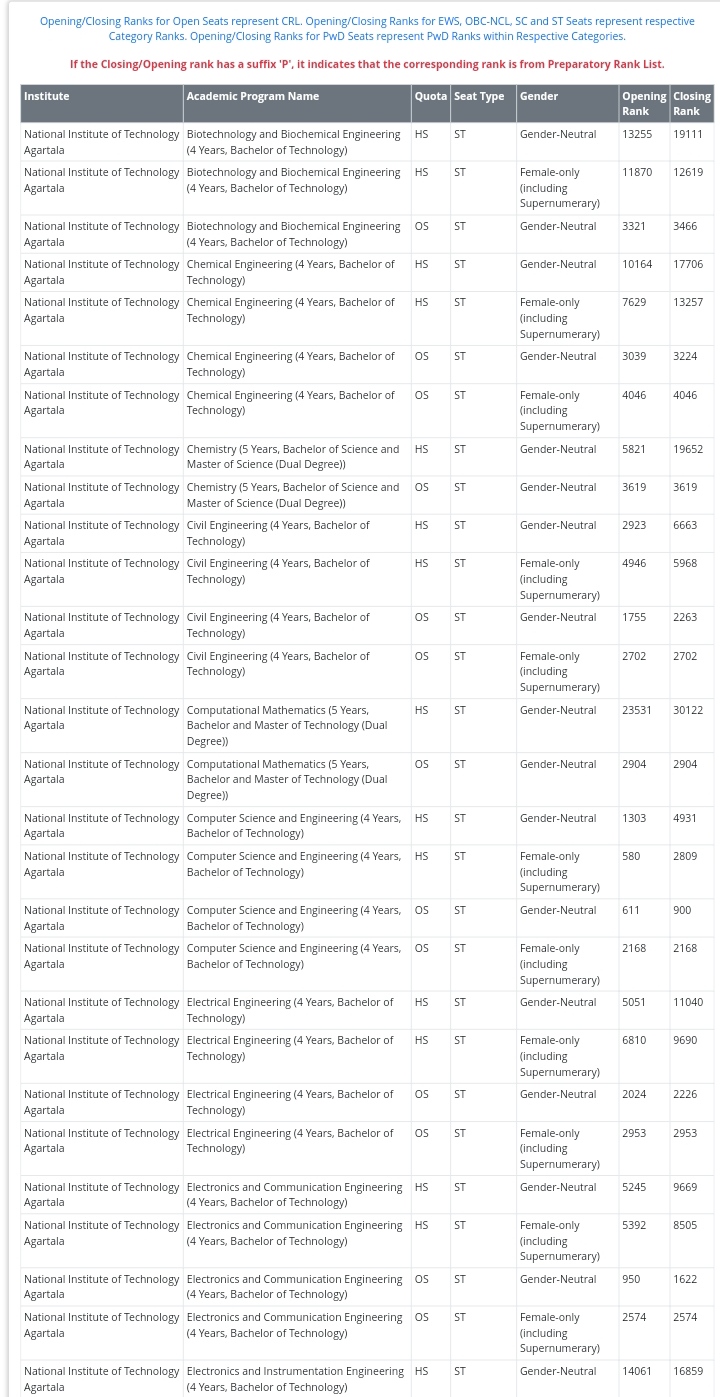 Opening/Closing Ranks for Open Seats represent CRL. Opening/Closing Ranks for EWS, OBC-NCL, SC and ST Seats represent respective
Category Ranks. Opening/Closing Ranks for PwD Seats represent PwD Ranks within Respective Categories.
If the Closing/Opening rank has a suffix 'P', it indicates that the corresponding rank is from Preparatory Rank List.
Institute Academic Program Name Quota Seat Type Gender Opening Closing
Rank Rank
National Institute of Technology Biotechnology and Biochemical Engineering HS ST Gender-Neutral 13255 19111
Agartala (4 Years, Bachelor of Technology)
National Institute of Technology Biotechnology and Biochemical Engineering HS ST Female-only 11870 12619
Agartala (4 Years, Bachelor of Technology) (including
Supernumerary)
National Institute of Technology Biotechnology and Biochemical Engineering OS ST Gender-Neutral 3321 3466
Agartala (4 Years, Bachelor of Technology)
National Institute of Technology Chemical Engineering (4 Years, Bachelor of HS ST Gender-Neutral 10164 17706
Agartala Technology)
National Institute of Technology Chemical Engineering (4 Years, Bachelor of HS ST Female-only 7629 13257
Agartala Technology) (including
Supernumerary)
National Institute of Technology Chemical Engineering (4 Years, Bachelor of OS ST Gender-Neutral 3039 3224
Agartala Technology)
National Institute of Technology Chemical Engineering (4 Years, Bachelor of OS ST Female-only 4046 4046
Agartala Technology) (including
Supernumerary)
National Institute of Technology Chemistry (5 Years, Bachelor of Science and HS ST Gender-Neutral 5821 19652
Agartala Master of Science (Dual Degree))
National Institute of Technology Chemistry (5 Years, Bachelor of Science and OS ST Gender-Neutral 3619 3619
Agartala Master of Science (Dual Degree))
National Institute of Technology Civil Engineering (4 Years, Bachelor of HS ST Gender-Neutral 2923 6663
Agartala Technology)
National Institute of Technology Civil Engineering (4 Years, Bachelor of HS ST Female-only 4946 5968
Agartala Technology) (including
Supernumerary)
National Institute of Technology Civil Engineering (4 Years, Bachelor of OS ST Gender-Neutral 1755 2263
Agartala Technology)
National Institute of Technology Civil Engineering (4 Years, Bachelor of OS ST Female-only 2702 2702
Agartala Technology) (including
Supernumerary)
National Institute of Technology Computational Mathematics (5 Years, HS ST Gender-Neutral 23531 30122
Agartala Bachelor and Master of Technology (Dual
Degree))
National Institute of Technology Computational Mathematics (5 Years, OS ST Gender-Neutral 2904 2904
Agartala Bachelor and Master of Technology (Dual
Degree))
National Institute of Technology Computer Science and Engineering (4 Years, HS ST Gender-Neutral 1303 4931
Agartala Bachelor of Technology)
National Institute of Technology Computer Science and Engineering (4 Years, HS ST Female-only 580 2809
Agartala Bachelor of Technology) (including
Supernumerary)
National Institute of Technology Computer Science and Engineering (4 Years, OS ST Gender-Neutral 611 900
Agartala Bachelor of Technology)
National Institute of Technology Computer Science and Engineering (4 Years, OS ST Female-only 2168 2168
Agartala Bachelor of Technology) (including
Supernumerary)
National Institute of Technology Electrical Engineering (4 Years, Bachelor of HS ST Gender-Neutral 5051 11040
Agartala Technology)
National Institute of Technology Electrical Engineering (4 Years, Bachelor of HS ST Female-only 6810 9690
Agartala Technology) (including
Supernumerary)
National Institute of Technology Electrical Engineering (4 Years, Bachelor of OS ST Gender-Neutral 2024 2226
Agartala Technology)
National Institute of Technology Electrical Engineering (4 Years, Bachelor of OS ST Female-only 2953 2953
Agartala Technology) (including
Supernumerary)
National Institute of Technology Electronics and Communication Engineering HS ST Gender-Neutral 5245 9669
Agartala (4 Years, Bachelor of Technology)
National Institute of Technology Electronics and Communication Engineering HS ST Female-only 5392 8505
Agartala (4 Years, Bachelor of Technology) (including
Supernumerary)
National Institute of Technology Electronics and Communication Engineering OS ST Gender-Neutral 950 1622
Agartala (4 Years, Bachelor of Technology)
National Institute of Technology Electronics and Communication Engineering OS ST Female-only 2574 2574
Agartala (4 Years, Bachelor of Technology) (including
Supernumerary)
National Institute of Technology Electronics and Instrumentation Engineering HS ST Gender-Neutral 14061 16859
Agartala (4 Years, Bachelor of Technology)